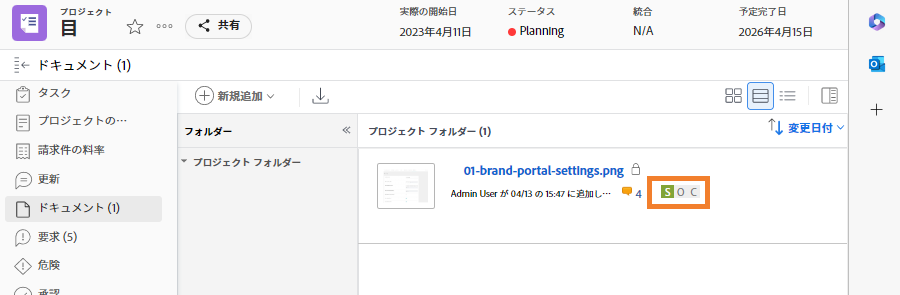 プロジェクト
目
共有
実際の開始日
2023年4月11日
ステータス
Planning
統合
N/A
予定完了日
2026年4月15日
ドキュメント (1)
タスク
プロジェクトの…
請求件の料率
更新
ドキュメント (1)
要求 (5)
危険
承認
新規追加
フォルダー
プロジェクト フォルダー
プロジェクト フォルダー (1)
変更日付
01-brand-portal-settings.png
Admin User が 04/13 の 15:47 に追加し…
4
S O C